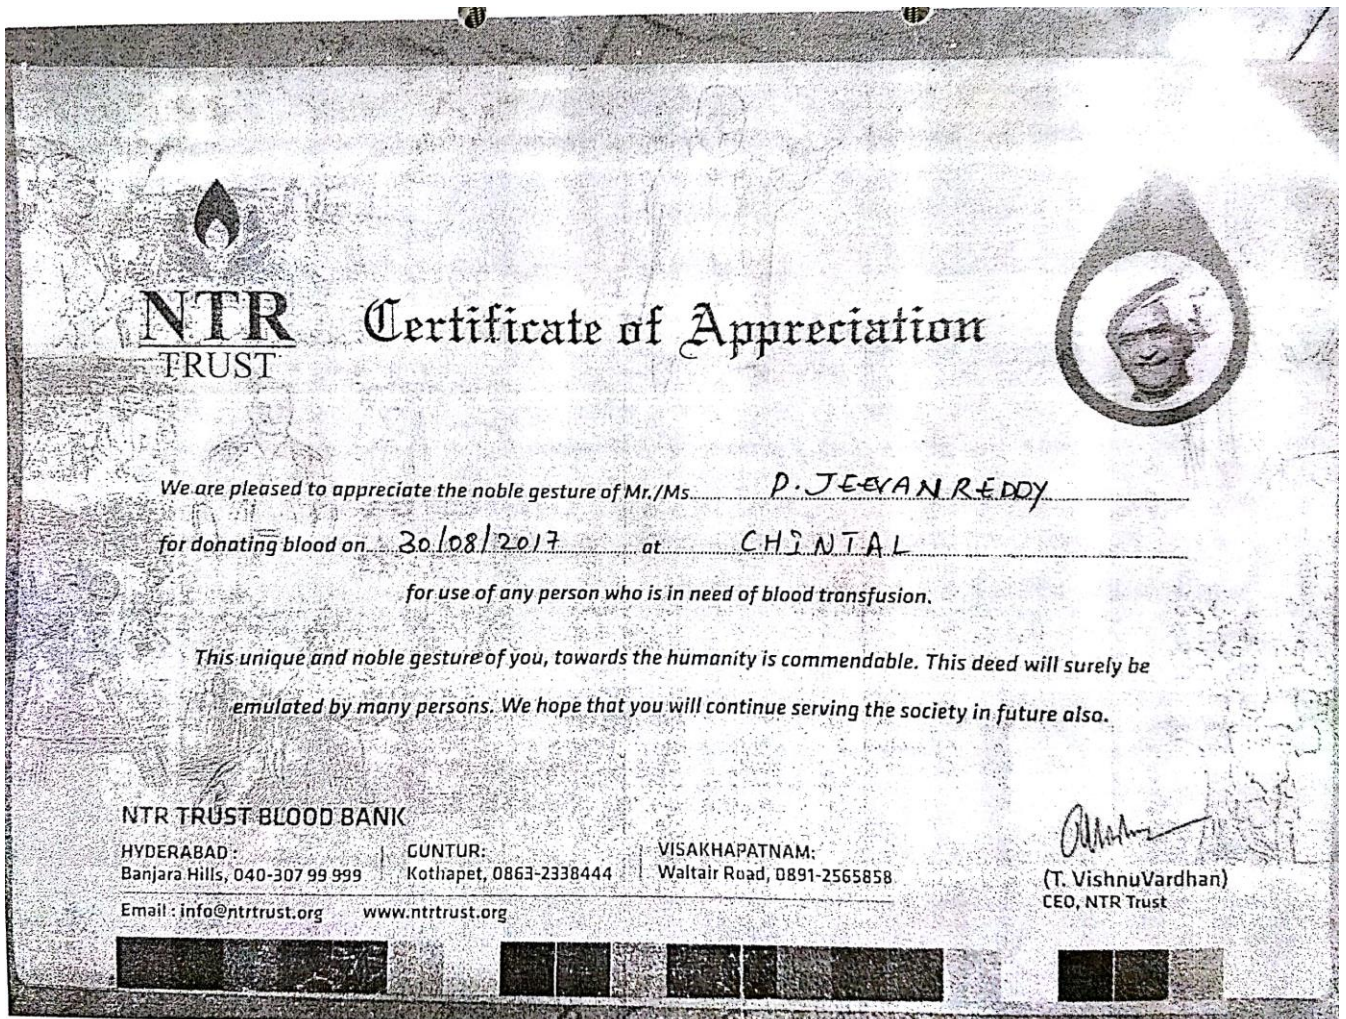 NTR
TRUST
Certificate of Appreciation
We are pleased to appreciate the noble gesture of Mr./Ms. P. JEEVAN REDDY
for donating blood on 30/08/2017 at CHINTAL
for use of any person who is in need of blood transfusion.
This unique and noble gesture of you, towards the humanity is commendable. This deed will surely be
emulated by many persons. We hope that you will continue serving the society in future also.
NTR TRUST BLOOD BANK
HYDERABAD: GUNTUR: VISAKHAPATNAM:
Banjara Hills, 040-307 99 999 Kothapet, 0863-2338444 Waltair Road, 0891-2565858
(T. VishnuVardhan)
CEO, NTR Trust
Email : info@ntrtrust.org www.ntrtrust.org